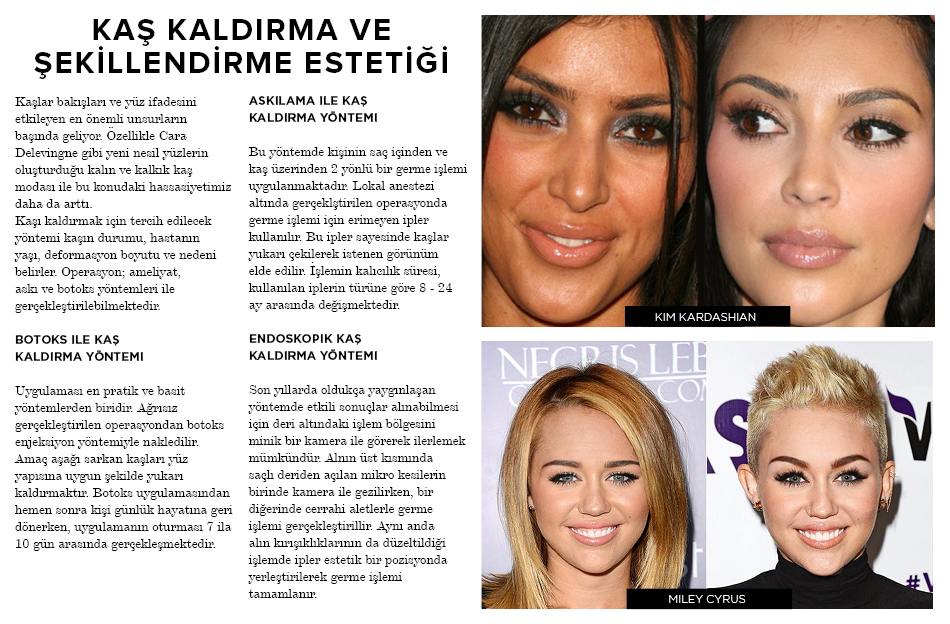 KAŞ KALDIRMA VE
ŞEKİLLENDİRME ESTETİĞİ
Kaşlar bakışları ve yüz ifadesini
etkileyen en önemli unsurların
başında geliyor. Özellikle Cara
Delevingne gibi yeni nesil yüzlerin
oluşturduğu kalın ve kalkık kaş
modası ile bu konudaki hassasiyetimiz
daha da arttı.
Kaşı kaldırmak için tercih edilecek
yöntemi kaşın durumu, hastanın
yaşı, deformasyon boyutu ve nedeni
belirler. Operasyon; ameliyat,
askı ve botoks yöntemleri ile
gerçekleştirilebilmektedir.
BOTOKS İLE KAŞ
KALDIRMA YÖNTEMİ
Uygulaması en pratik ve basit
yöntemlerden biridir. Ağrısız
gerçekleştirilen operasyondan botoks
enjeksiyon yöntemiyle nakledilir.
Amaç aşağı sarkan kaşları yüz
yapısına uygun şekilde yukarı
kaldırmaktır. Botoks uygulamasından
hemen sonra kişi günlük hayatına geri
dönerken, uygulamanın oturması 7 ila
10 gün arasında gerçekleşmektedir.
ASKILAMA ILE KAŞ
KALDIRMA YÖNTEMI
Bu yöntemde kişinin saç içinden ve
kaş üzerinden 2 yönlü bir germe işlemi
uygulanmaktadır. Lokal anestezi
altında gerçeklştirilen operasyonda
germe işlemi için erimeyen ipler
kullanılır. Bu ipler sayesinde kaşlar
yukarı çekilerek istenen görünüm
elde edilir. İşlemin kalıcılık süresi,
kullanılan iplerin türüne göre 8 - 24
ay arasında değişmektedir.
ENDOSKOPIK KAŞ
KALDIRMA YÖNTEMI
Son yıllarda oldukça yaygınlaşan
yöntemde etkili sonuçlar alınabilmesi
için deri altındaki işlem bölgesini
minik bir kamera ile görerek ilerlemek
mümkündür. Alnın üst kısmında
saçlı deriden açılan mikro kesilerin
birinde kamera ile gezilirken, bir
diğerinde cerrahi aletlerle germe
işlemi gerçekleştirillir. Aynı anda
alın kırışıklıklarının da düzeltildiği
işlemde ipler estetik bir pozisyonda
yerleştirilerek germe işlemi
tamamlanır.
KIM KARDASHIAN
MILEY CYRUS